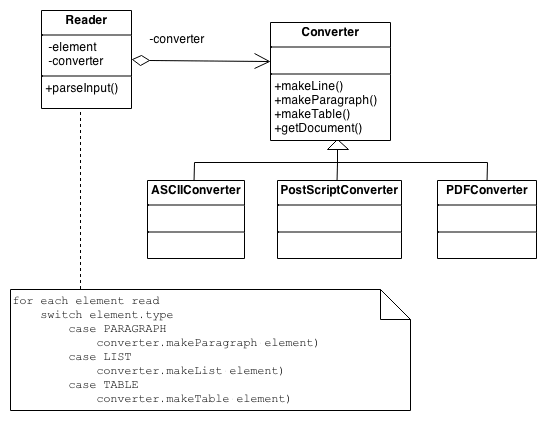 Reader
-element
-converter
+parseInput()
-converter
Converter
+makeLine()
+makeParagraph()
+makeTable()
+getDocument()
ASCIIConverter
PostScriptConverter
PDFConverter
for each element read
switch element.type
case PARAGRAPH
converter.makeParagraph element)
case LIST
converter.makeList element)
case TABLE
converter.makeTable element)